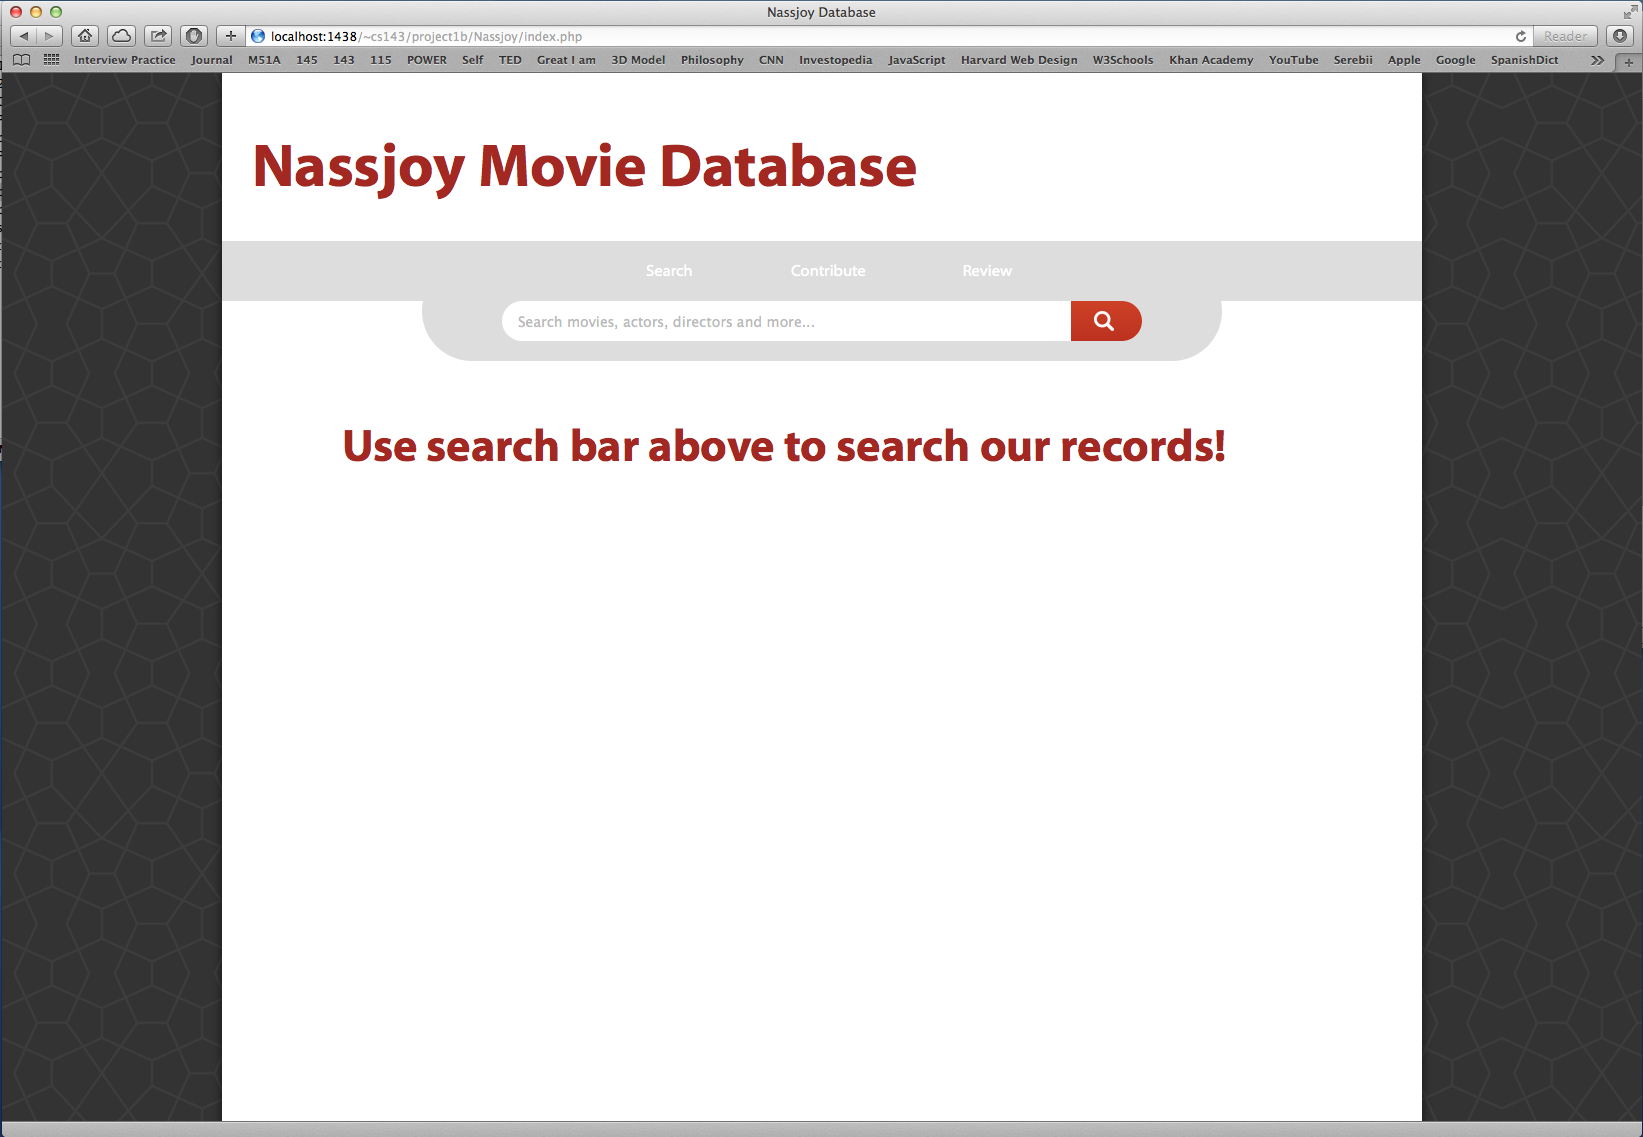 Nassjoy Database
localhost:1438/~cs143/project1b/Nassjoy/index.php
Reader
Interview Practice Journal M51A 145 143 115 POWER Self TED Great I am 3D Model Philosophy CNN Investopedia JavaScript Harvard Web Design W3Schools Khan Academy YouTube Serebii Apple Google SpanishDict
Nassjoy Movie Database
Search Contribute Review
Search movies, actors, directors and more...
Use search bar above to search our records!